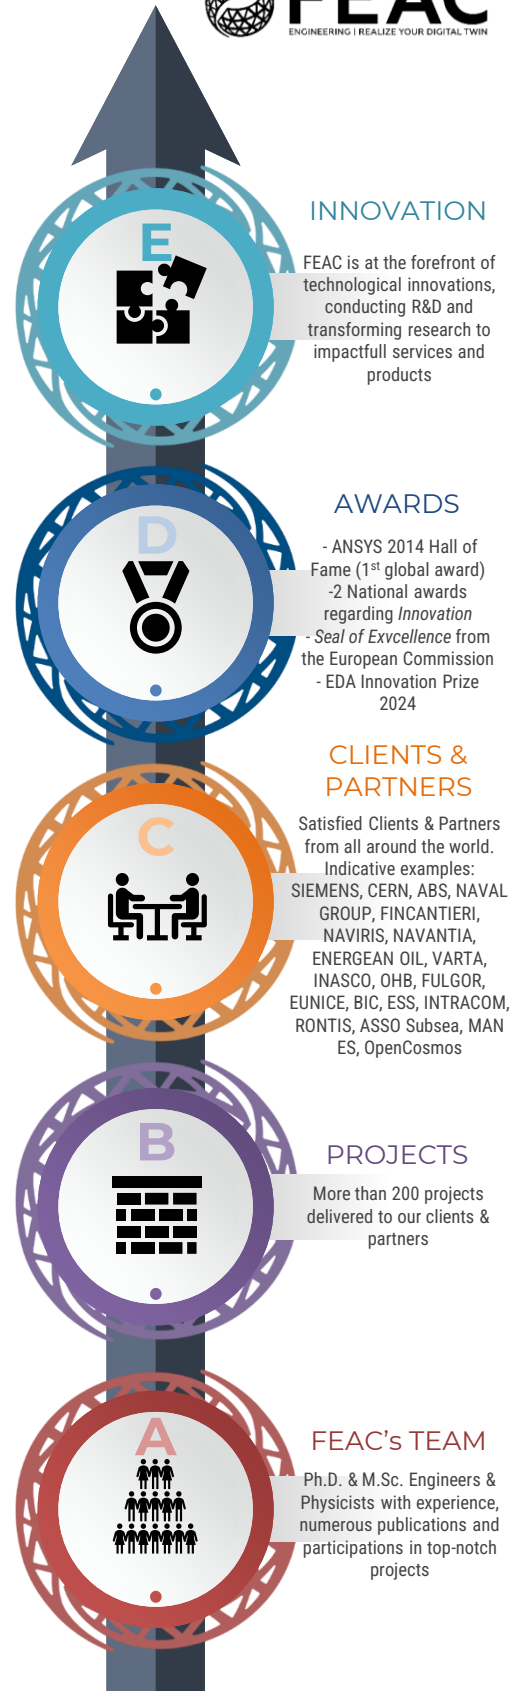 FEAC
ENGINEERING | REALIZE YOUR DIGITAL TWIN
E
INNOVATION
FEAC is at the forefront of
technological innovations,
conducting R&D and
transforming research to
impactfull services and
products
D
AWARDS
- ANSYS 2014 Hall of
Fame (1st global award)
-2 National awards
regarding Innovation
- Seal of Exvcellence from
the European Commission
- EDA Innovation Prize
2024
C
CLIENTS &
PARTNERS
Satisfied Clients & Partners
from all around the world.
Indicative examples:
SIEMENS, CERN, ABS, NAVAL
GROUP, FINCANTIERI,
NAVIRIS, NAVANTIA,
ENERGEAN OIL, VARTA,
INASCO, OHB, FULGOR,
EUNICE, BIC, ESS, INTRACOM,
RONTIS, ASSO Subsea, MAN
ES, OpenCosmos
B
PROJECTS
More than 200 projects
delivered to our clients &
partners
A
FEAC's TEAM
Ph.D. & M.Sc. Engineers &
Physicists with experience,
numerous publications and
participations in top-notch
projects